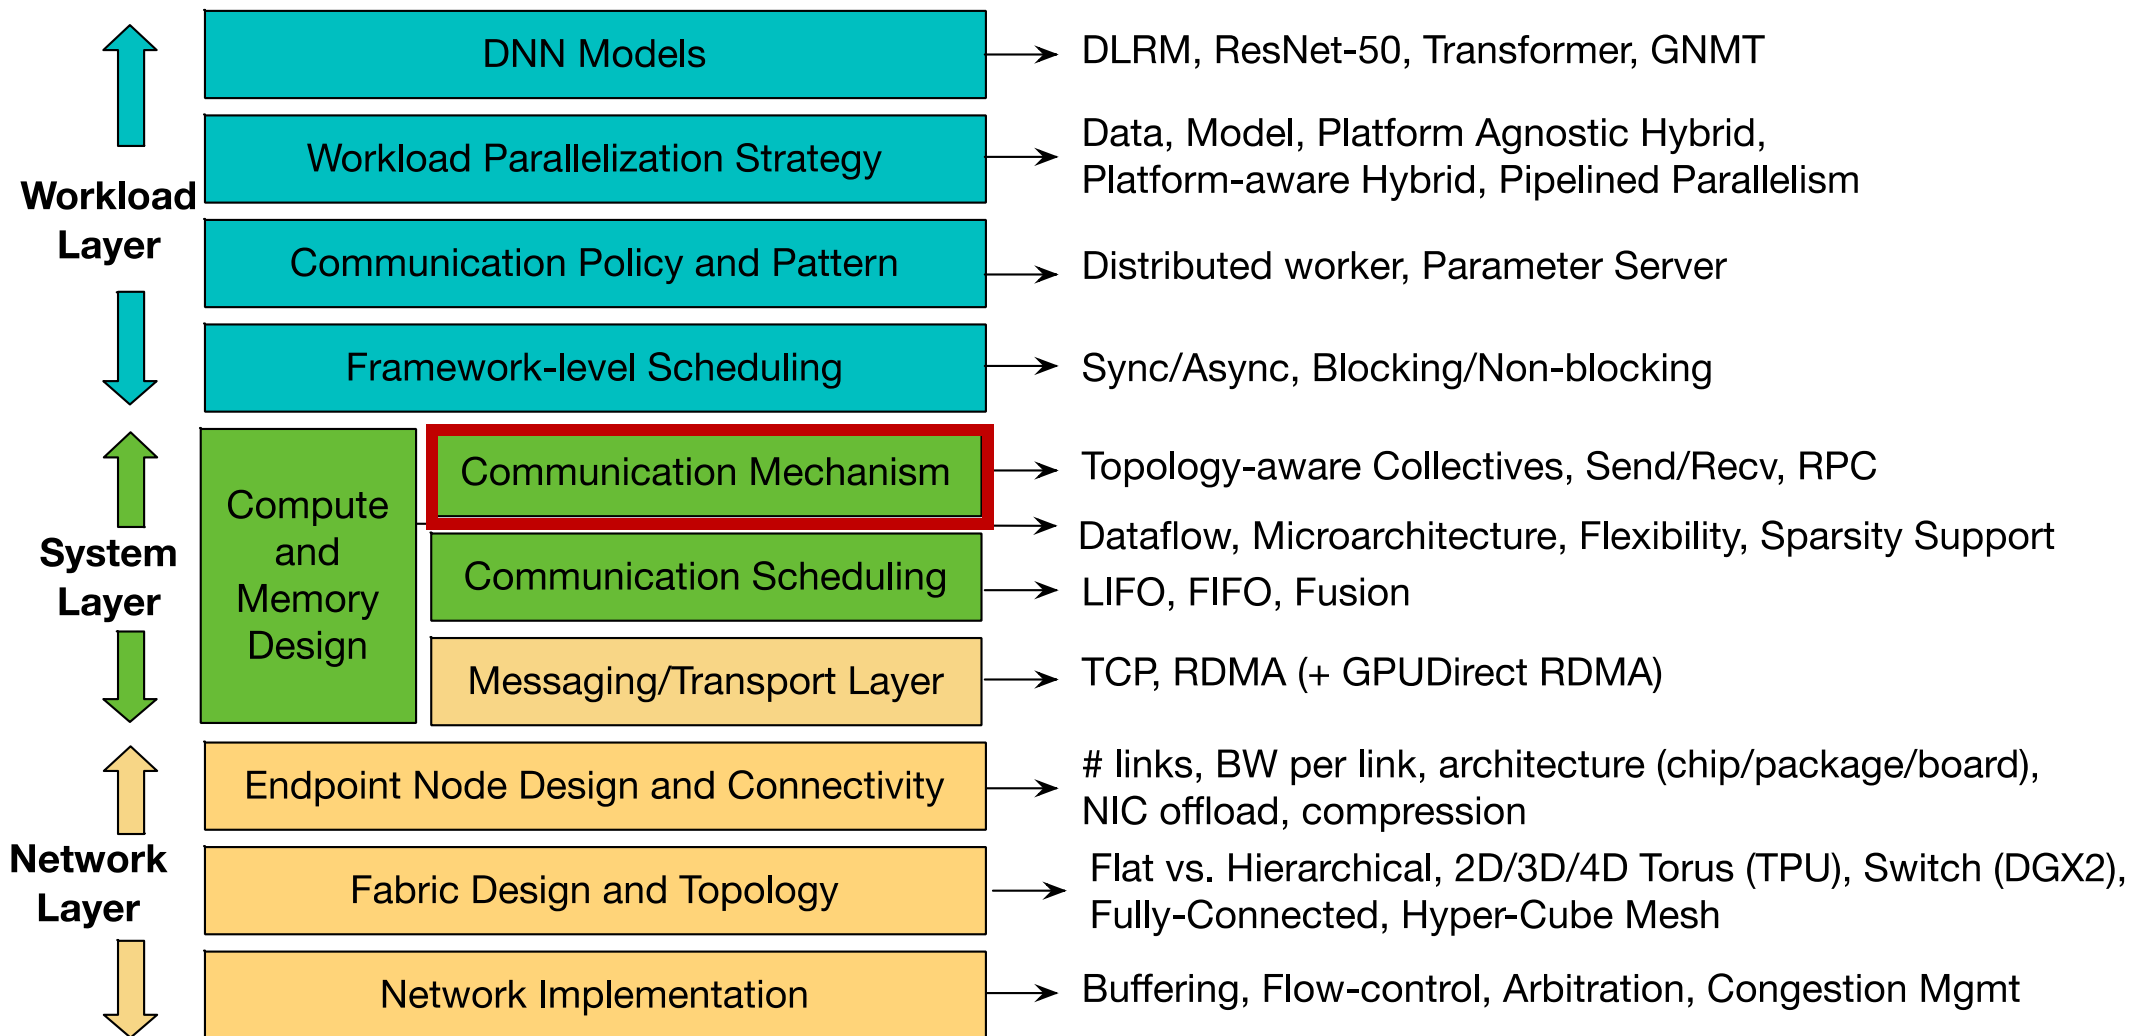 DNN Models
DLRM, ResNet-50, Transformer, GNMT
Workload Parallelization Strategy
Data, Model, Platform Agnostic Hybrid,
Platform-aware Hybrid, Pipelined Parallelism
Workload
Layer
Communication Policy and Pattern
Distributed worker, Parameter Server
Framework-level Scheduling
Sync/Async, Blocking/Non-blocking
System
Layer
Compute
and
Memory
Design
Communication Mechanism
Topology-aware Collectives, Send/Recv, RPC
Dataflow, Microarchitecture, Flexibility, Sparsity Support
Communication Scheduling
LIFO, FIFO, Fusion
Messaging/Transport Layer
TCP, RDMA (+ GPUDirect RDMA)
Network
Layer
Endpoint Node Design and Connectivity
# links, BW per link, architecture (chip/package/board),
NIC offload, compression
Fabric Design and Topology
Flat vs. Hierarchical, 2D/3D/4D Torus (TPU), Switch (DGX2),
Fully-Connected, Hyper-Cube Mesh
Network Implementation
Buffering, Flow-control, Arbitration, Congestion Mgmt